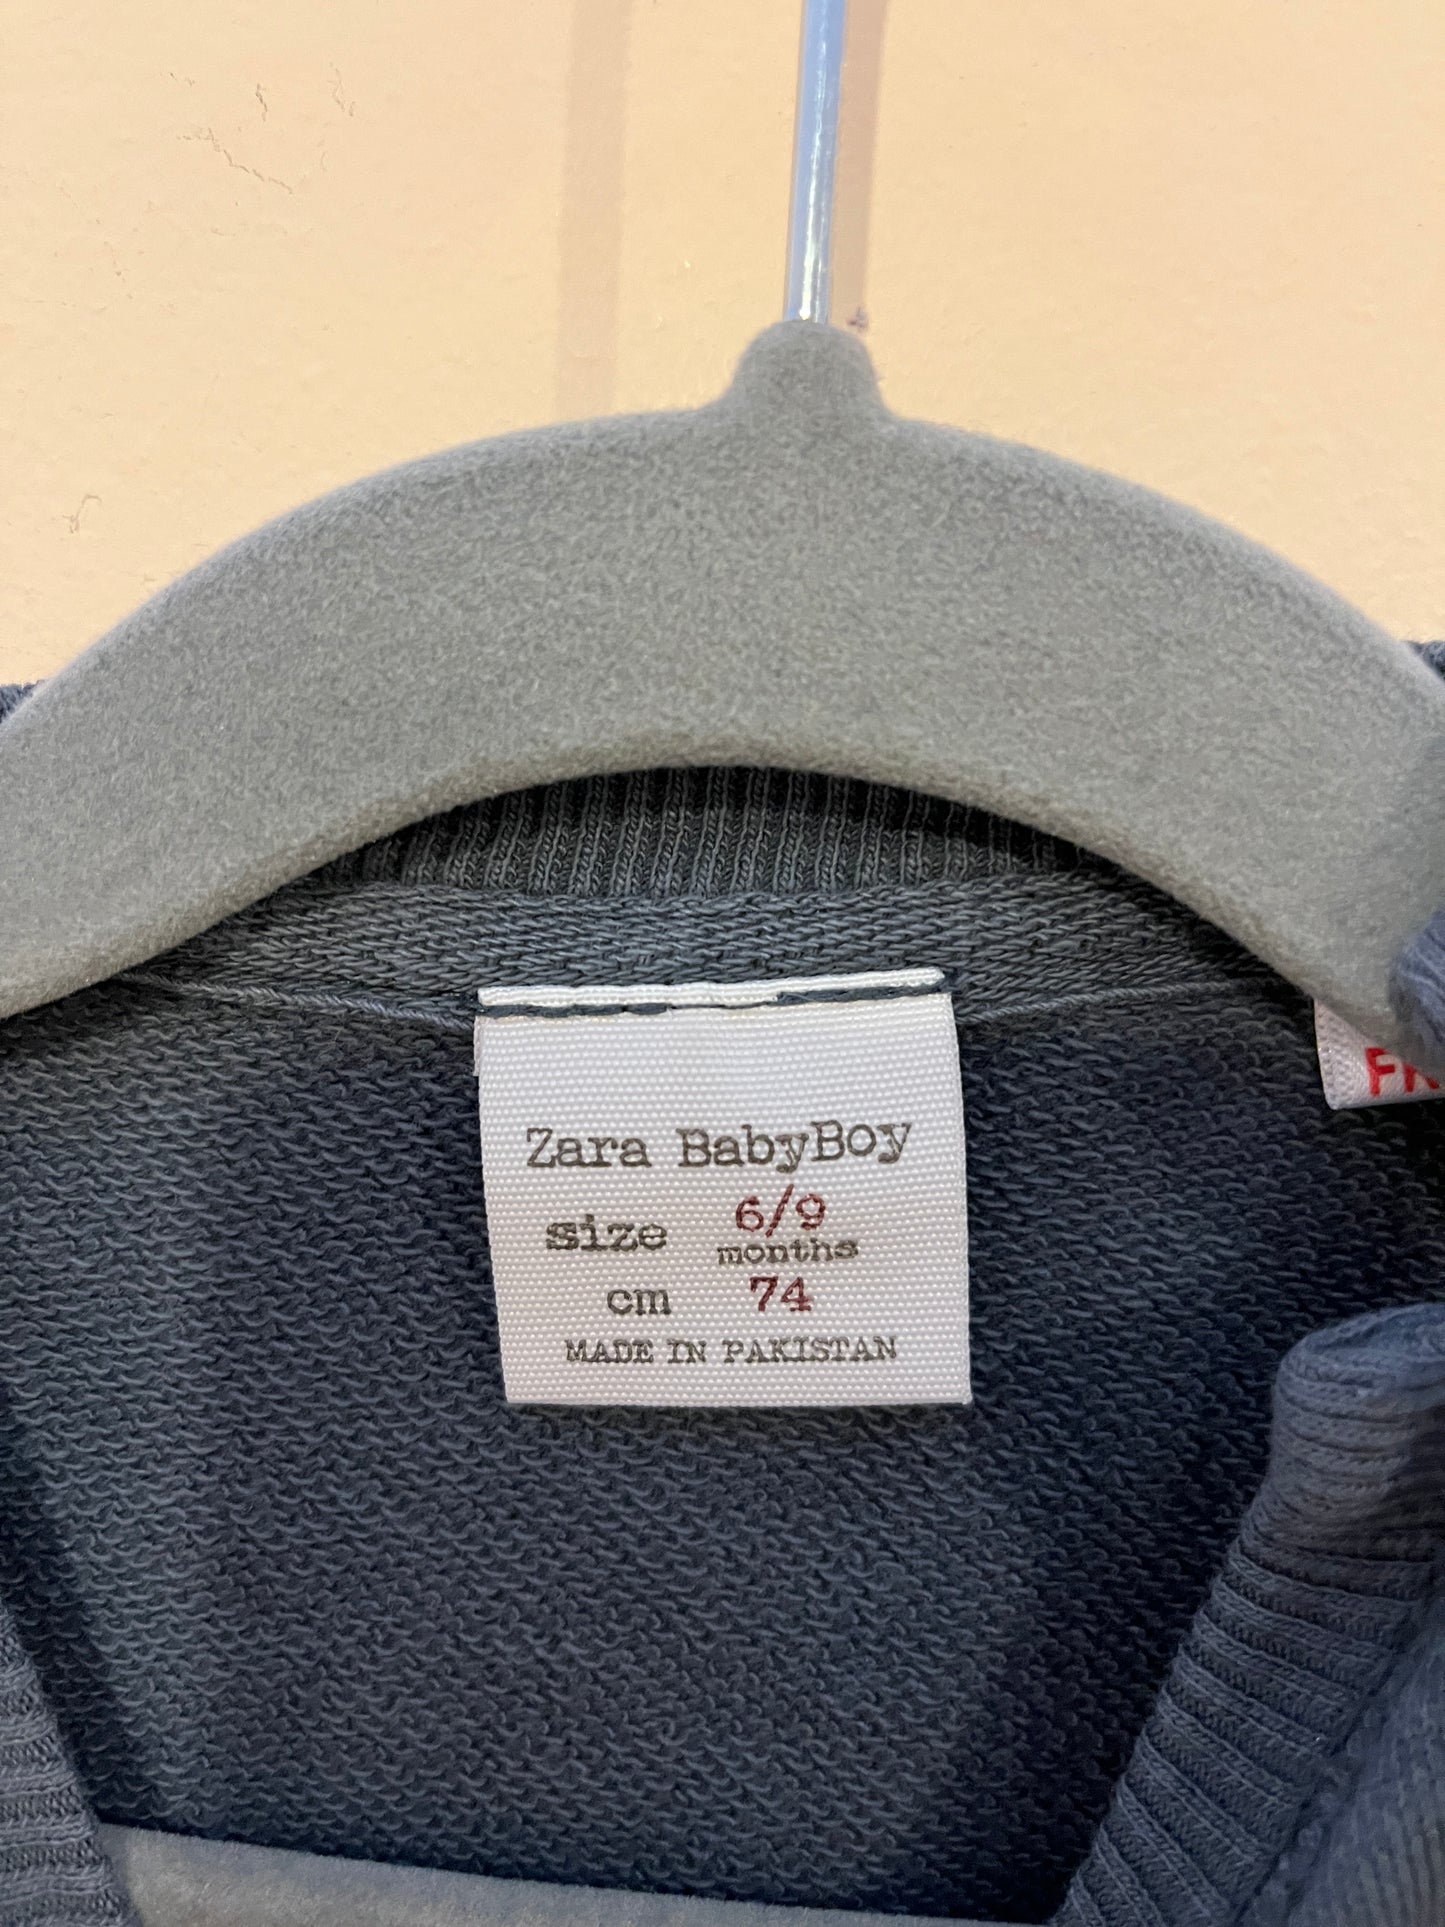 Zara BabyBoy
size 6/9
months
cm 74
MADE IN PAKISTAN